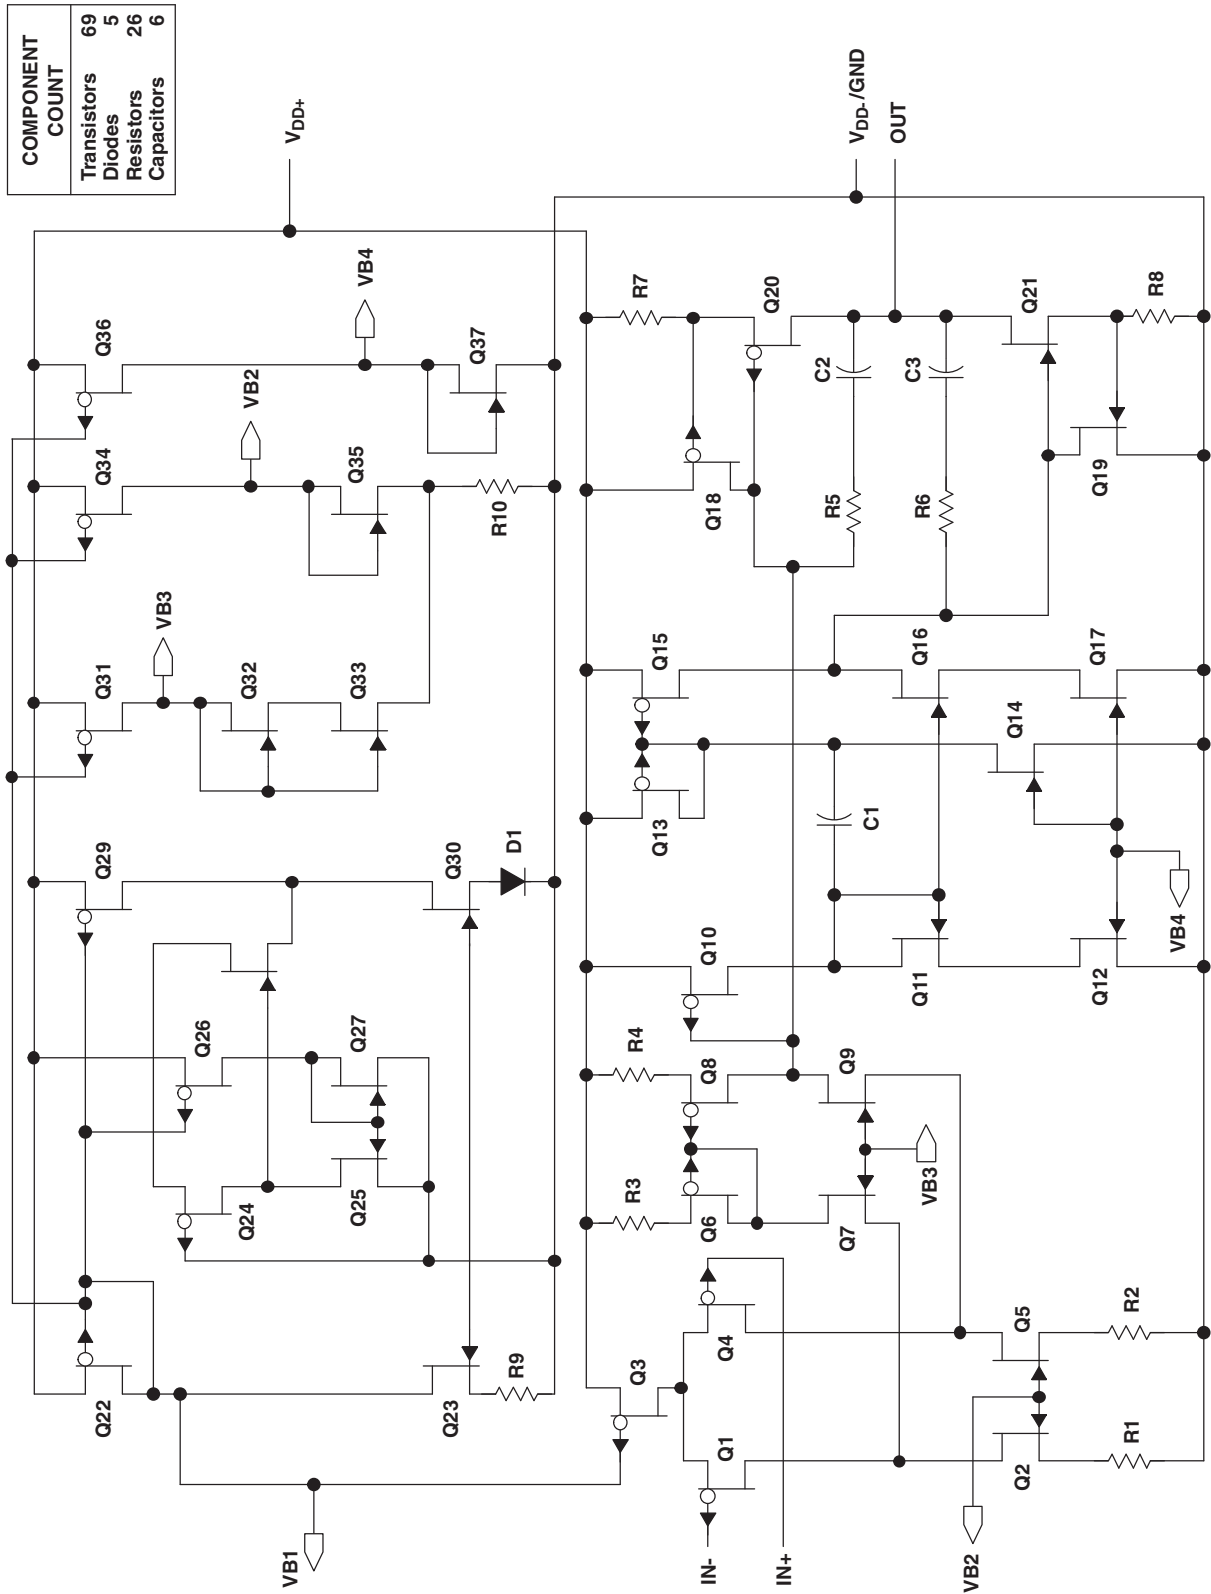 COMPONENT
COUNT
Transistors 69
Diodes 5
Resistors 26
Capacitors 6
VDD+
VDD-/GND
OUT
Q36
VB4
Q37
Q34
VB2
Q35
R10
Q31
VB3
Q32
Q33
Q29
Q30
D1
Q26
Q27
Q24
Q25
Q22
Q23
R9
VB1
R7
Q20
Q18
C2
C3
R5
R6
Q21
Q19
R8
Q15
Q16
Q17
Q13
Q14
C1
Q10
Q11
Q12
VB4
R4
Q8
Q9
R3
Q6
Q7
VB3
Q3
Q4
Q1
Q5
R2
Q2
R1
IN-
IN+
VB2